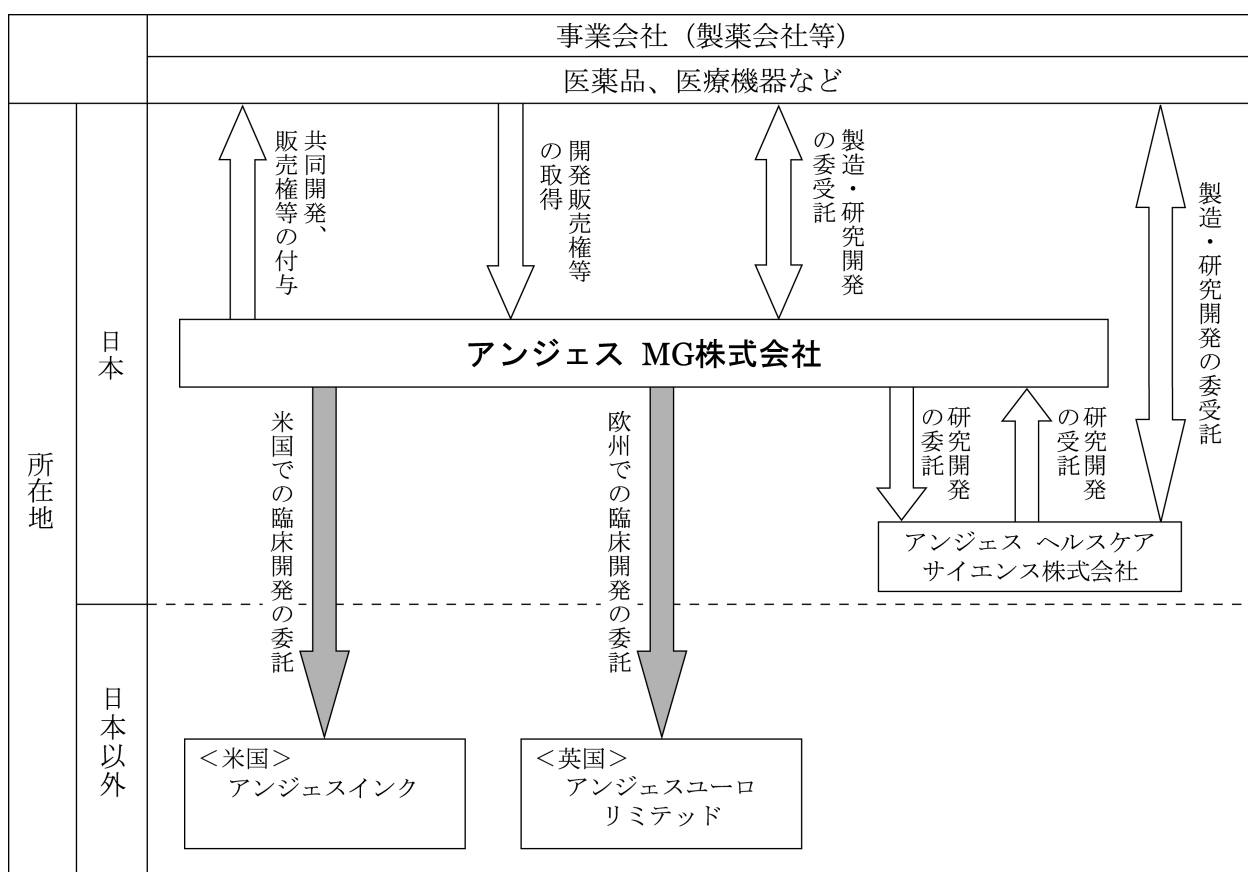 事業会社(製薬会社等)
医薬品、医療機器など
所在地
日本
共同開発、
販売権等の付与
開発販売権等
の取得
製造・研究開発
の委受託
製造・研究開発の委受託
アンジェス MG株式会社
米国での臨床開発の委託
欧州での臨床開発の委託
研究開発
の委託
研究開発
の受託
アンジェス ヘルスケア
サイエンス株式会社
日本以外
<米国>
アンジェスインク
<英国>
アンジェスユーロ
リミテッド